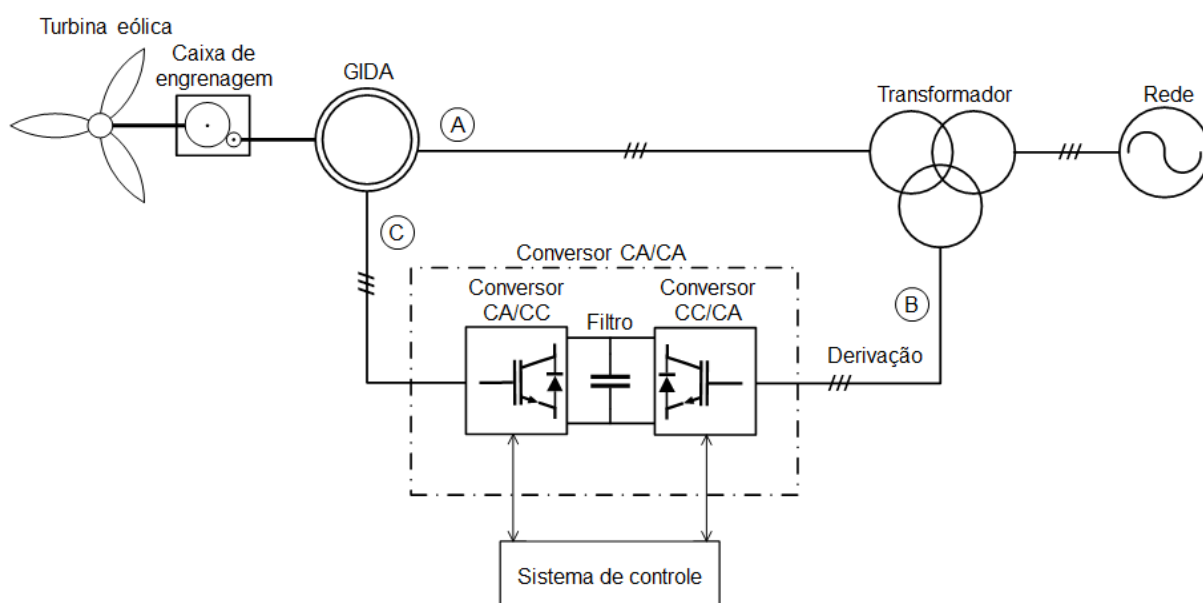 Turbina eólica
Caixa de
engrenagem
GIDA
A
Transformador
Rede
C
Conversor CA/CA
Conversor
CA/CC
Filtro
Conversor
CC/CA
B
Derivação
Sistema de controle